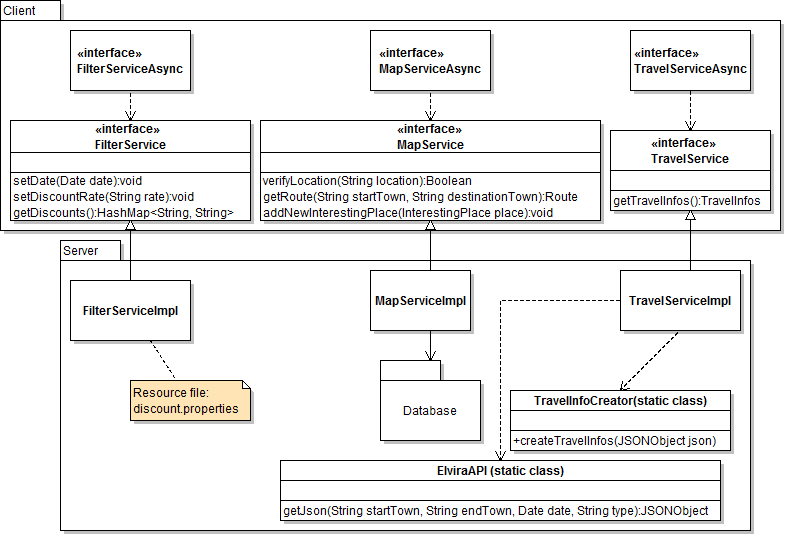 Client
«interface»
FilterServiceAsync
«interface»
MapServiceAsync
«interface»
TravelServiceAsync
«interface»
FilterService
setDate(Date date):void
setDiscountRate(String rate):void
getDiscounts():HashMap<String, String>
«interface»
MapService
verifyLocation(String location):Boolean
getRoute(String startTown, String destinationTown):Route
addNewInterestingPlace(InterestingPlace place):void
«interface»
TravelService
getTravelInfos():TravelInfos
Server
FilterServiceImpl
MapServiceImpl
TravelServiceImpl
Resource file:
discount.properties
Database
TravelInfoCreator(static class)
+createTravelInfos(JSONObject json)
ElviraAPI (static class)
getJson(String startTown, String endTown, Date date, String type):JSONObject